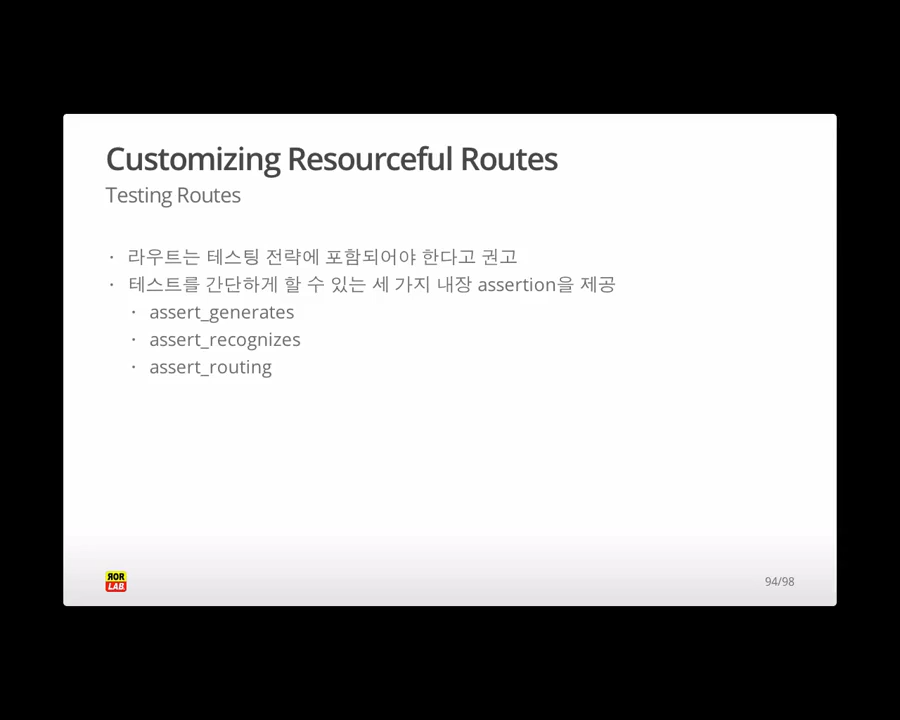 Customizing Resourceful Routes
Testing Routes
· 라우트는 테스팅 전략에 포함되어야 한다고 권고
· 테스트를 간단하게 할 수 있는 세 가지 내장 assertion을 제공
· assert_generates
· assert_recognizes
· assert_routing
ЯOR
LAB
94/98